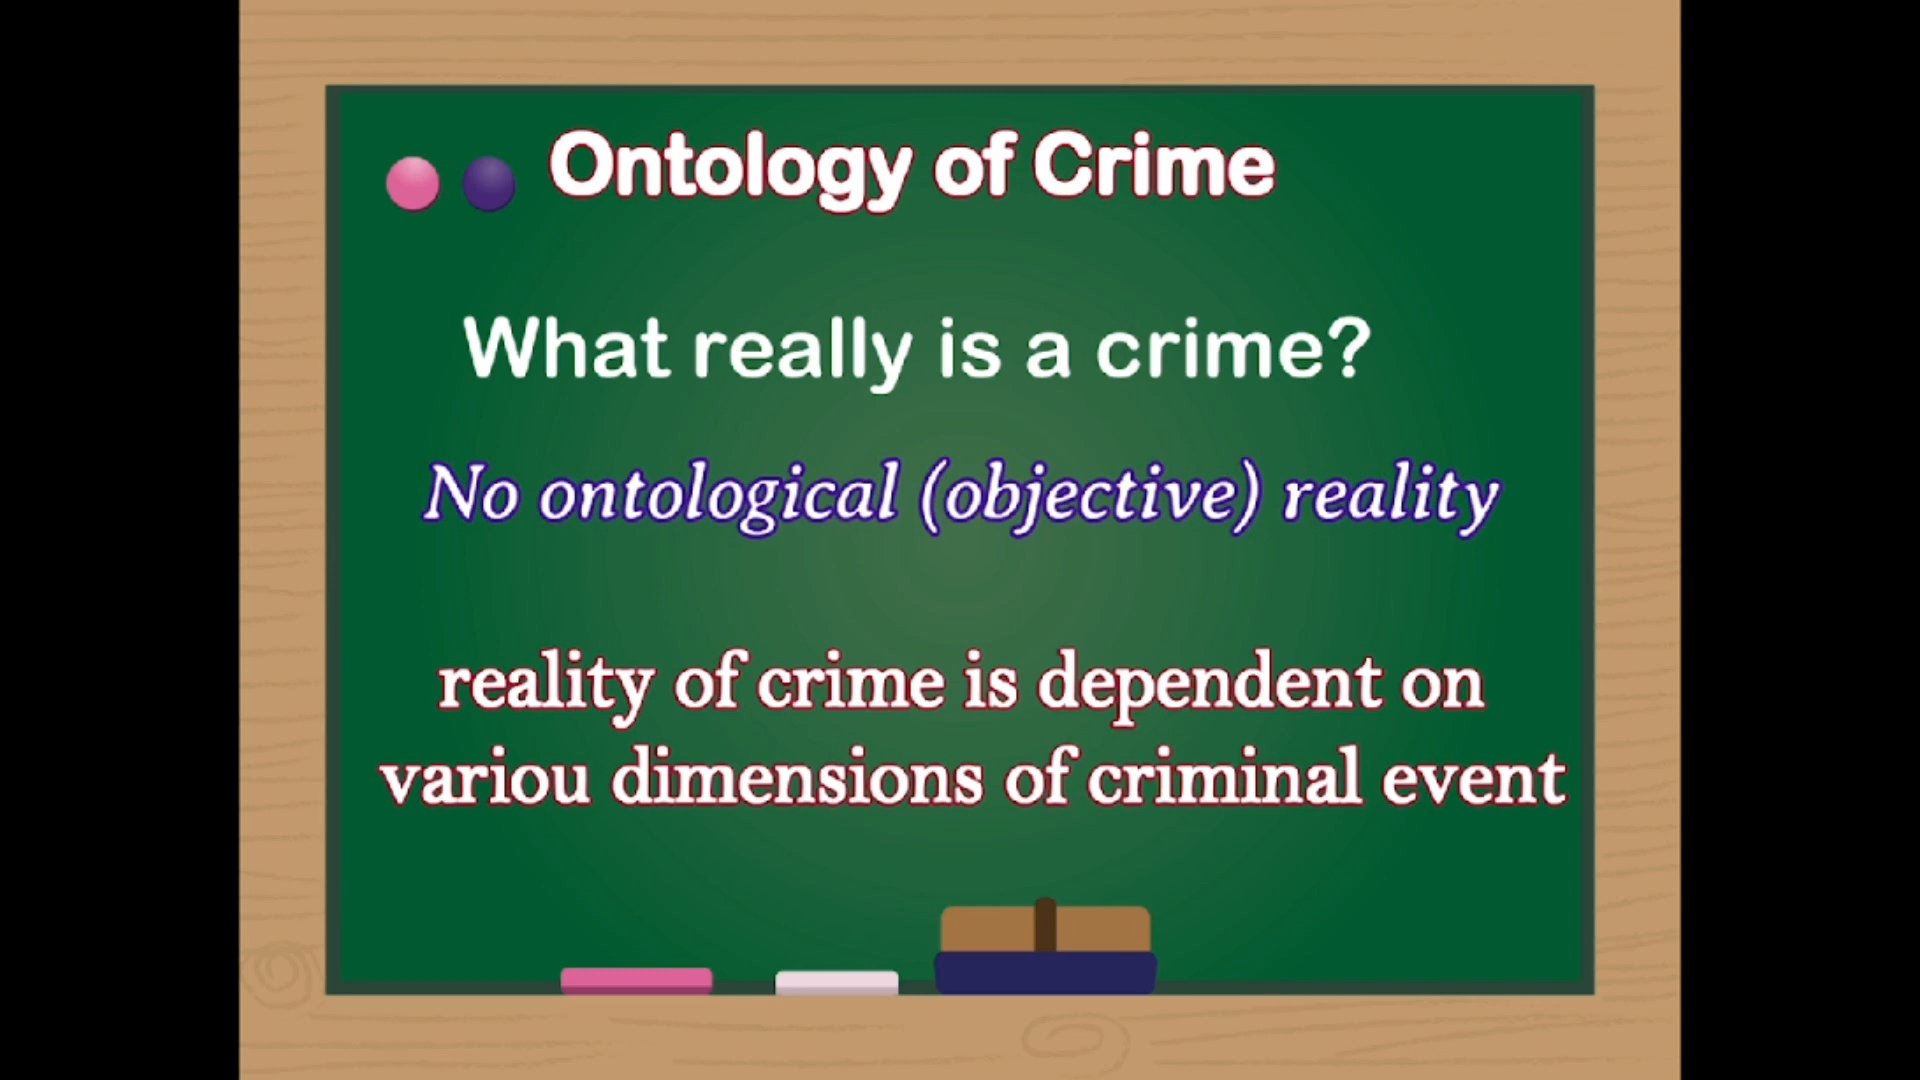 Ontology of Crime
What really is a crime?
No ontological (objective) reality
reality of crime is dependent on
variou dimensions of criminal event